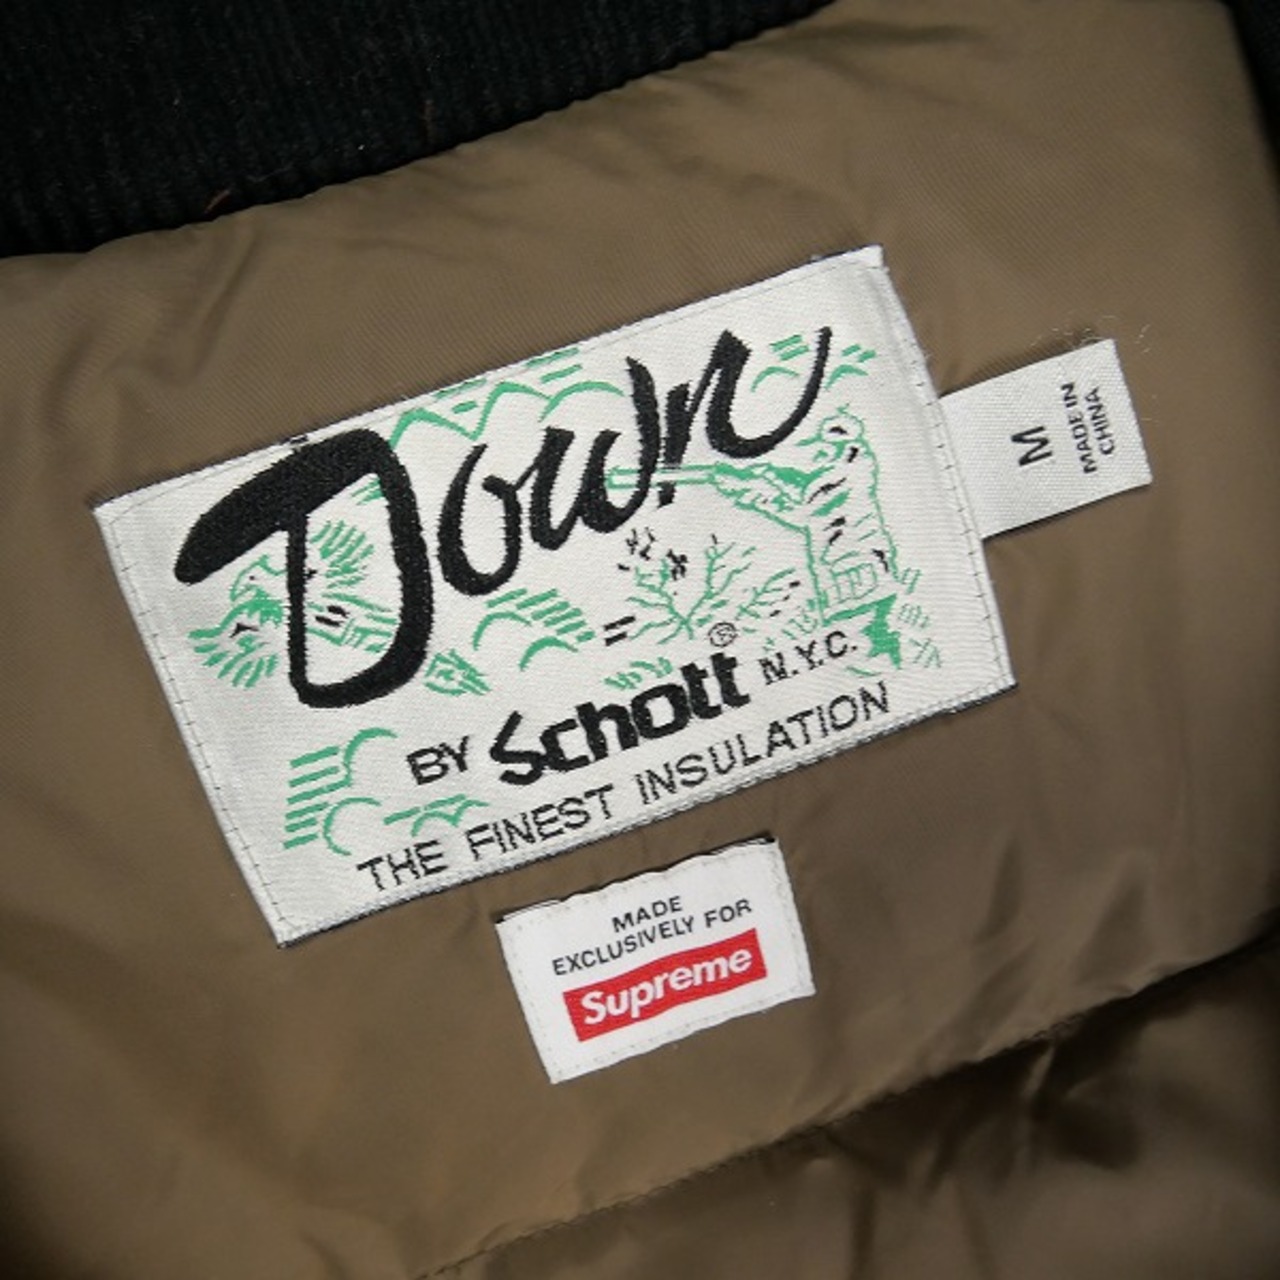 Down
BY Schott® N.Y.C.
THE FINEST INSULATION
M
MADE IN
CHINA
MADE
EXCLUSIVELY FOR
Supreme